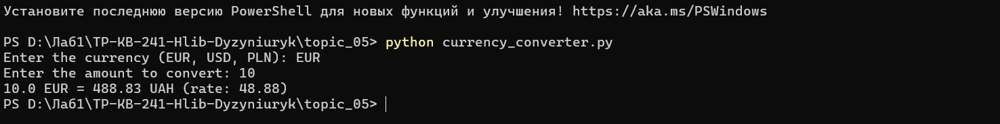 Установите последнюю версию PowerShell для новых функций и улучшения! https://aka.ms/PSWindows
PS D:\Лаб1\TP-KB-241-Hlib-Dyzyniuryk\topic_05> python currency_converter.py
Enter the currency (EUR, USD, PLN): EUR
Enter the amount to convert: 10
10.0 EUR = 488.83 UAH (rate: 48.88)
PS D:\Лаб1\TP-KB-241-Hlib-Dyzyniuryk\topic_05>